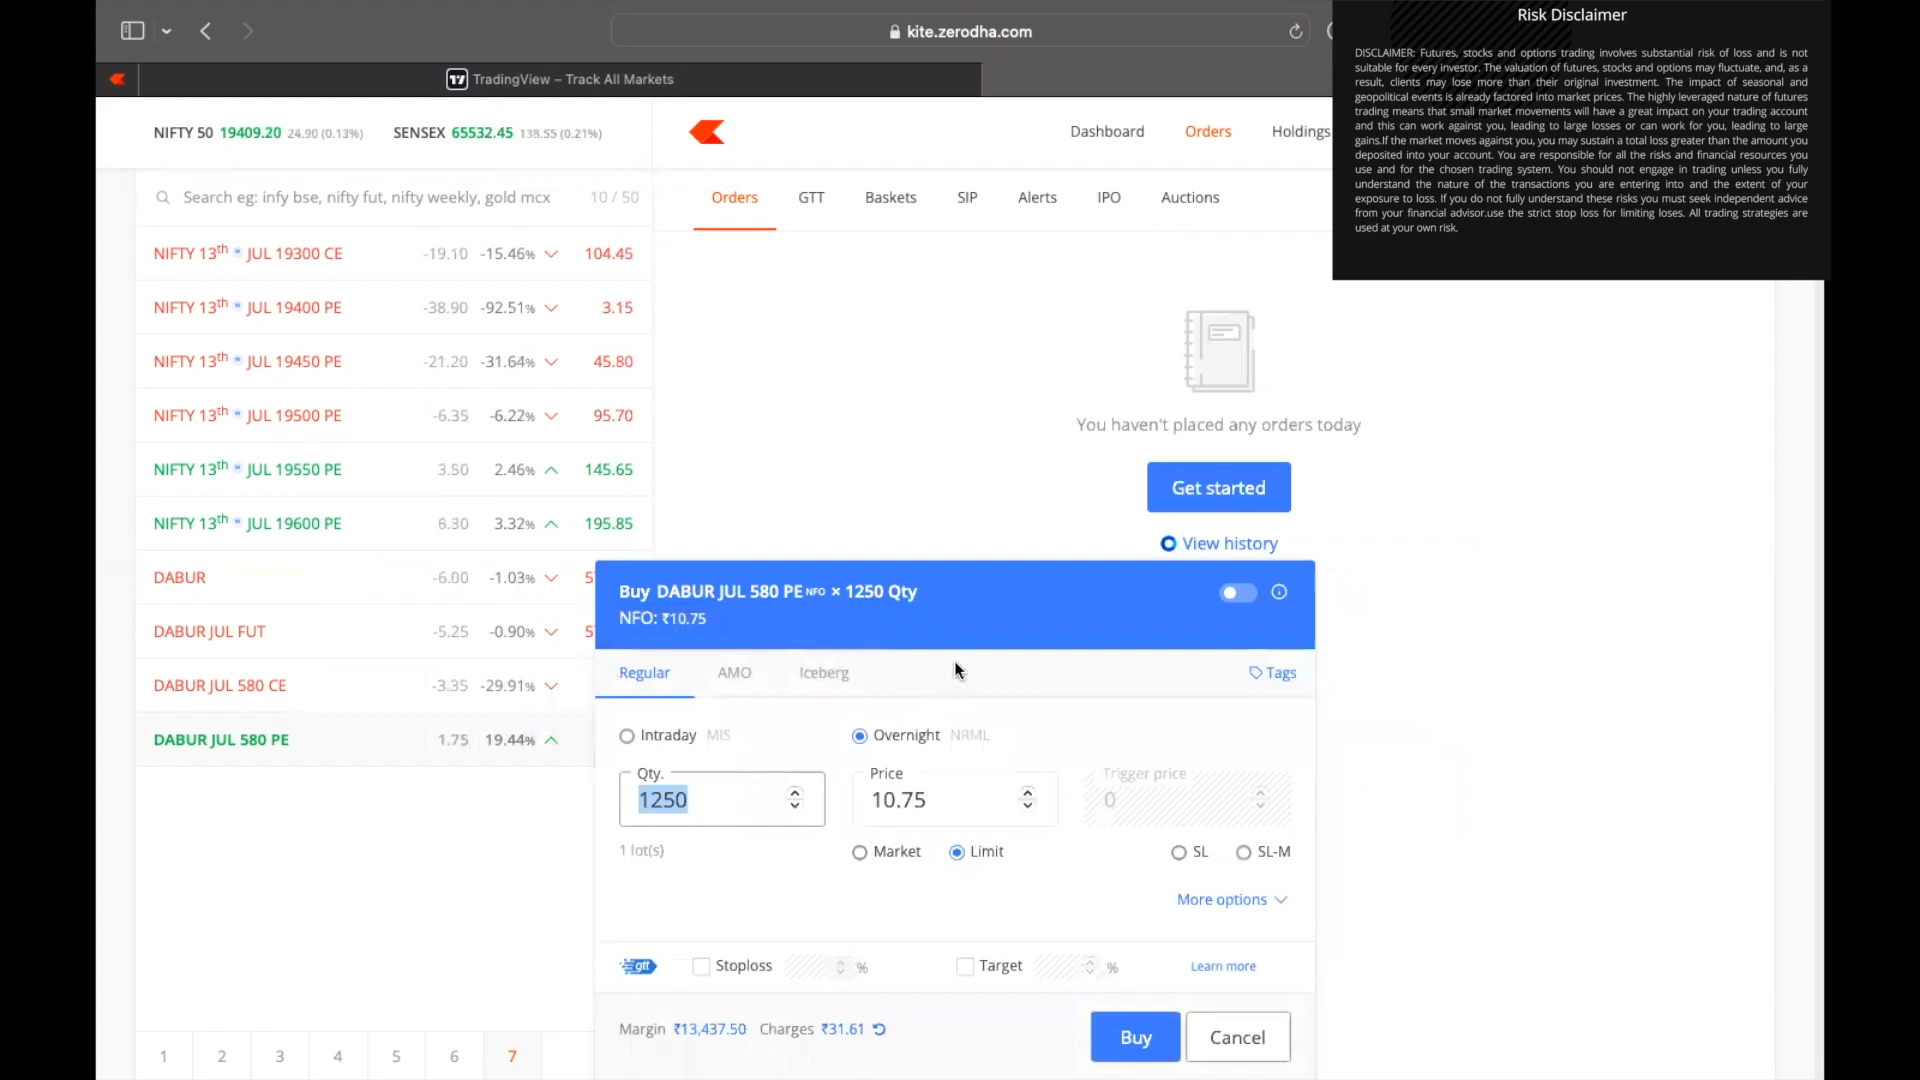 kite.zerodha.com
TradingView – Track All Markets
Risk Disclaimer
DISCLAIMER: Futures, stocks and options trading involves substantial risk of loss and is not
suitable for every investor. The valuation of futures, stocks and options may fluctuate, and, as a
result, clients may lose more than their original investment. The impact of seasonal and
geopolitical events is already factored into market prices. The highly leveraged nature of futures
trading means that small market movements will have a great impact on your trading account
and this can work against you, leading to large losses or can work for you, leading to large
gains.If the market moves against you, you may sustain a total loss greater than the amount you
deposited into your account. You are responsible for all the risks and financial resources you
use and for the chosen trading system. You should not engage in trading unless you fully
understand the nature of the transactions you are entering into and the extent of your
exposure to loss. If you do not fully understand these risks you must seek independent advice
from your financial advisor.use the strict stop loss for limiting loses. All trading strategies are
used at your own risk.
NIFTY 50 19409.20 24.90 (0.13%) SENSEX 65532.45 138.55 (0.21%)
Dashboard Orders Holdings
Search eg: infy bse, nifty fut, nifty weekly, gold mcx 10 / 50
Orders GTT Baskets SIP Alerts IPO Auctions
NIFTY 13th w JUL 19300 CE -19.10 -15.46% 104.45
NIFTY 13th w JUL 19400 PE -38.90 -92.51% 3.15
NIFTY 13th w JUL 19450 PE -21.20 -31.64% 45.80
NIFTY 13th w JUL 19500 PE -6.35 -6.22% 95.70
NIFTY 13th w JUL 19550 PE 3.50 2.46% 145.65
NIFTY 13th w JUL 19600 PE 6.30 3.32% 195.85
DABUR -6.00 -1.03% 5
DABUR JUL FUT -5.25 -0.90% 5
DABUR JUL 580 CE -3.35 -29.91%
DABUR JUL 580 PE 1.75 19.44%
1 2 3 4 5 6 7
You haven't placed any orders today
Get started
View history
Buy DABUR JUL 580 PE NFO × 1250 Qty
NFO: ₹10.75
Regular AMO Iceberg Tags
Intraday MIS Overnight NRML
Qty. Price Trigger price
1250 10.75 0
1 lot(s) Market Limit SL SL-M
More options
gtt Stoploss % Target % Learn more
Margin ₹13,437.50 Charges ₹31.61 Buy Cancel